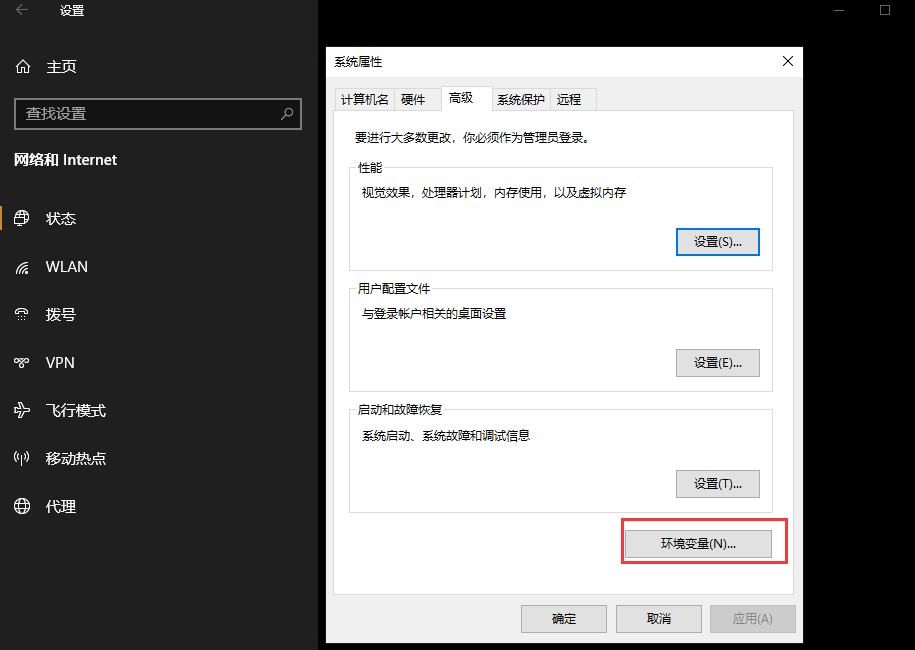 设置
主页
查找设置
网络和 Internet
状态
WLAN
拨号
VPN
飞行模式
移动热点
代理
系统属性
计算机名 硬件 高级 系统保护 远程
要进行大多数更改，你必须作为管理员登录。
性能
视觉效果，处理器计划，内存使用，以及虚拟内存
设置(S)...
用户配置文件
与登录帐户相关的桌面设置
设置(E)...
启动和故障恢复
系统启动、系统故障和调试信息
设置(T)...
环境变量(N)...
确定 取消 应用(A)